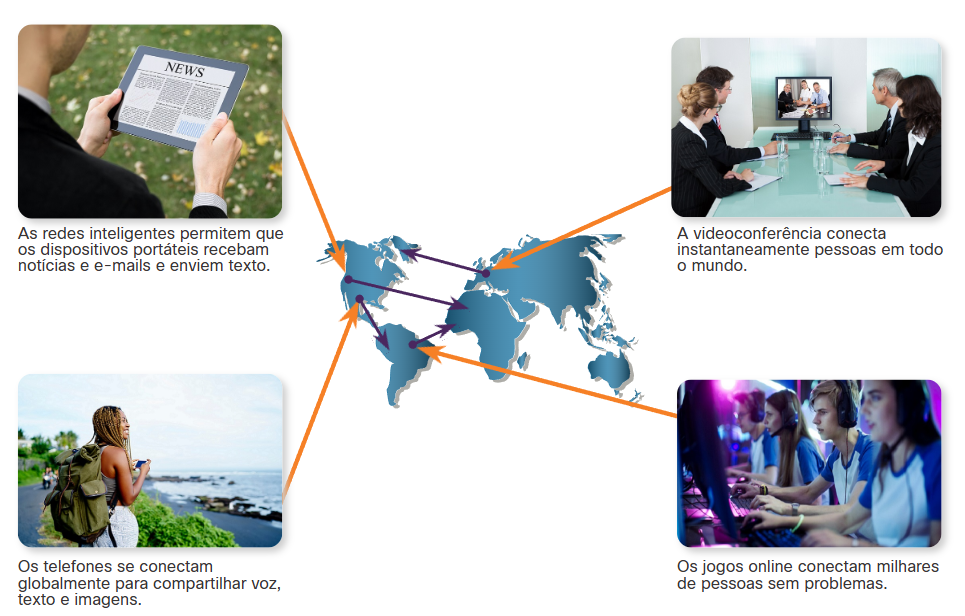 NEWS
As redes inteligentes permitem que
os dispositivos portáteis recebam
notícias e e-mails e enviem texto.
A videoconferência conecta
instantaneamente pessoas em todo
o mundo.
Os telefones se conectam
globalmente para compartilhar voz,
texto e imagens.
Os jogos online conectam milhares
de pessoas sem problemas.